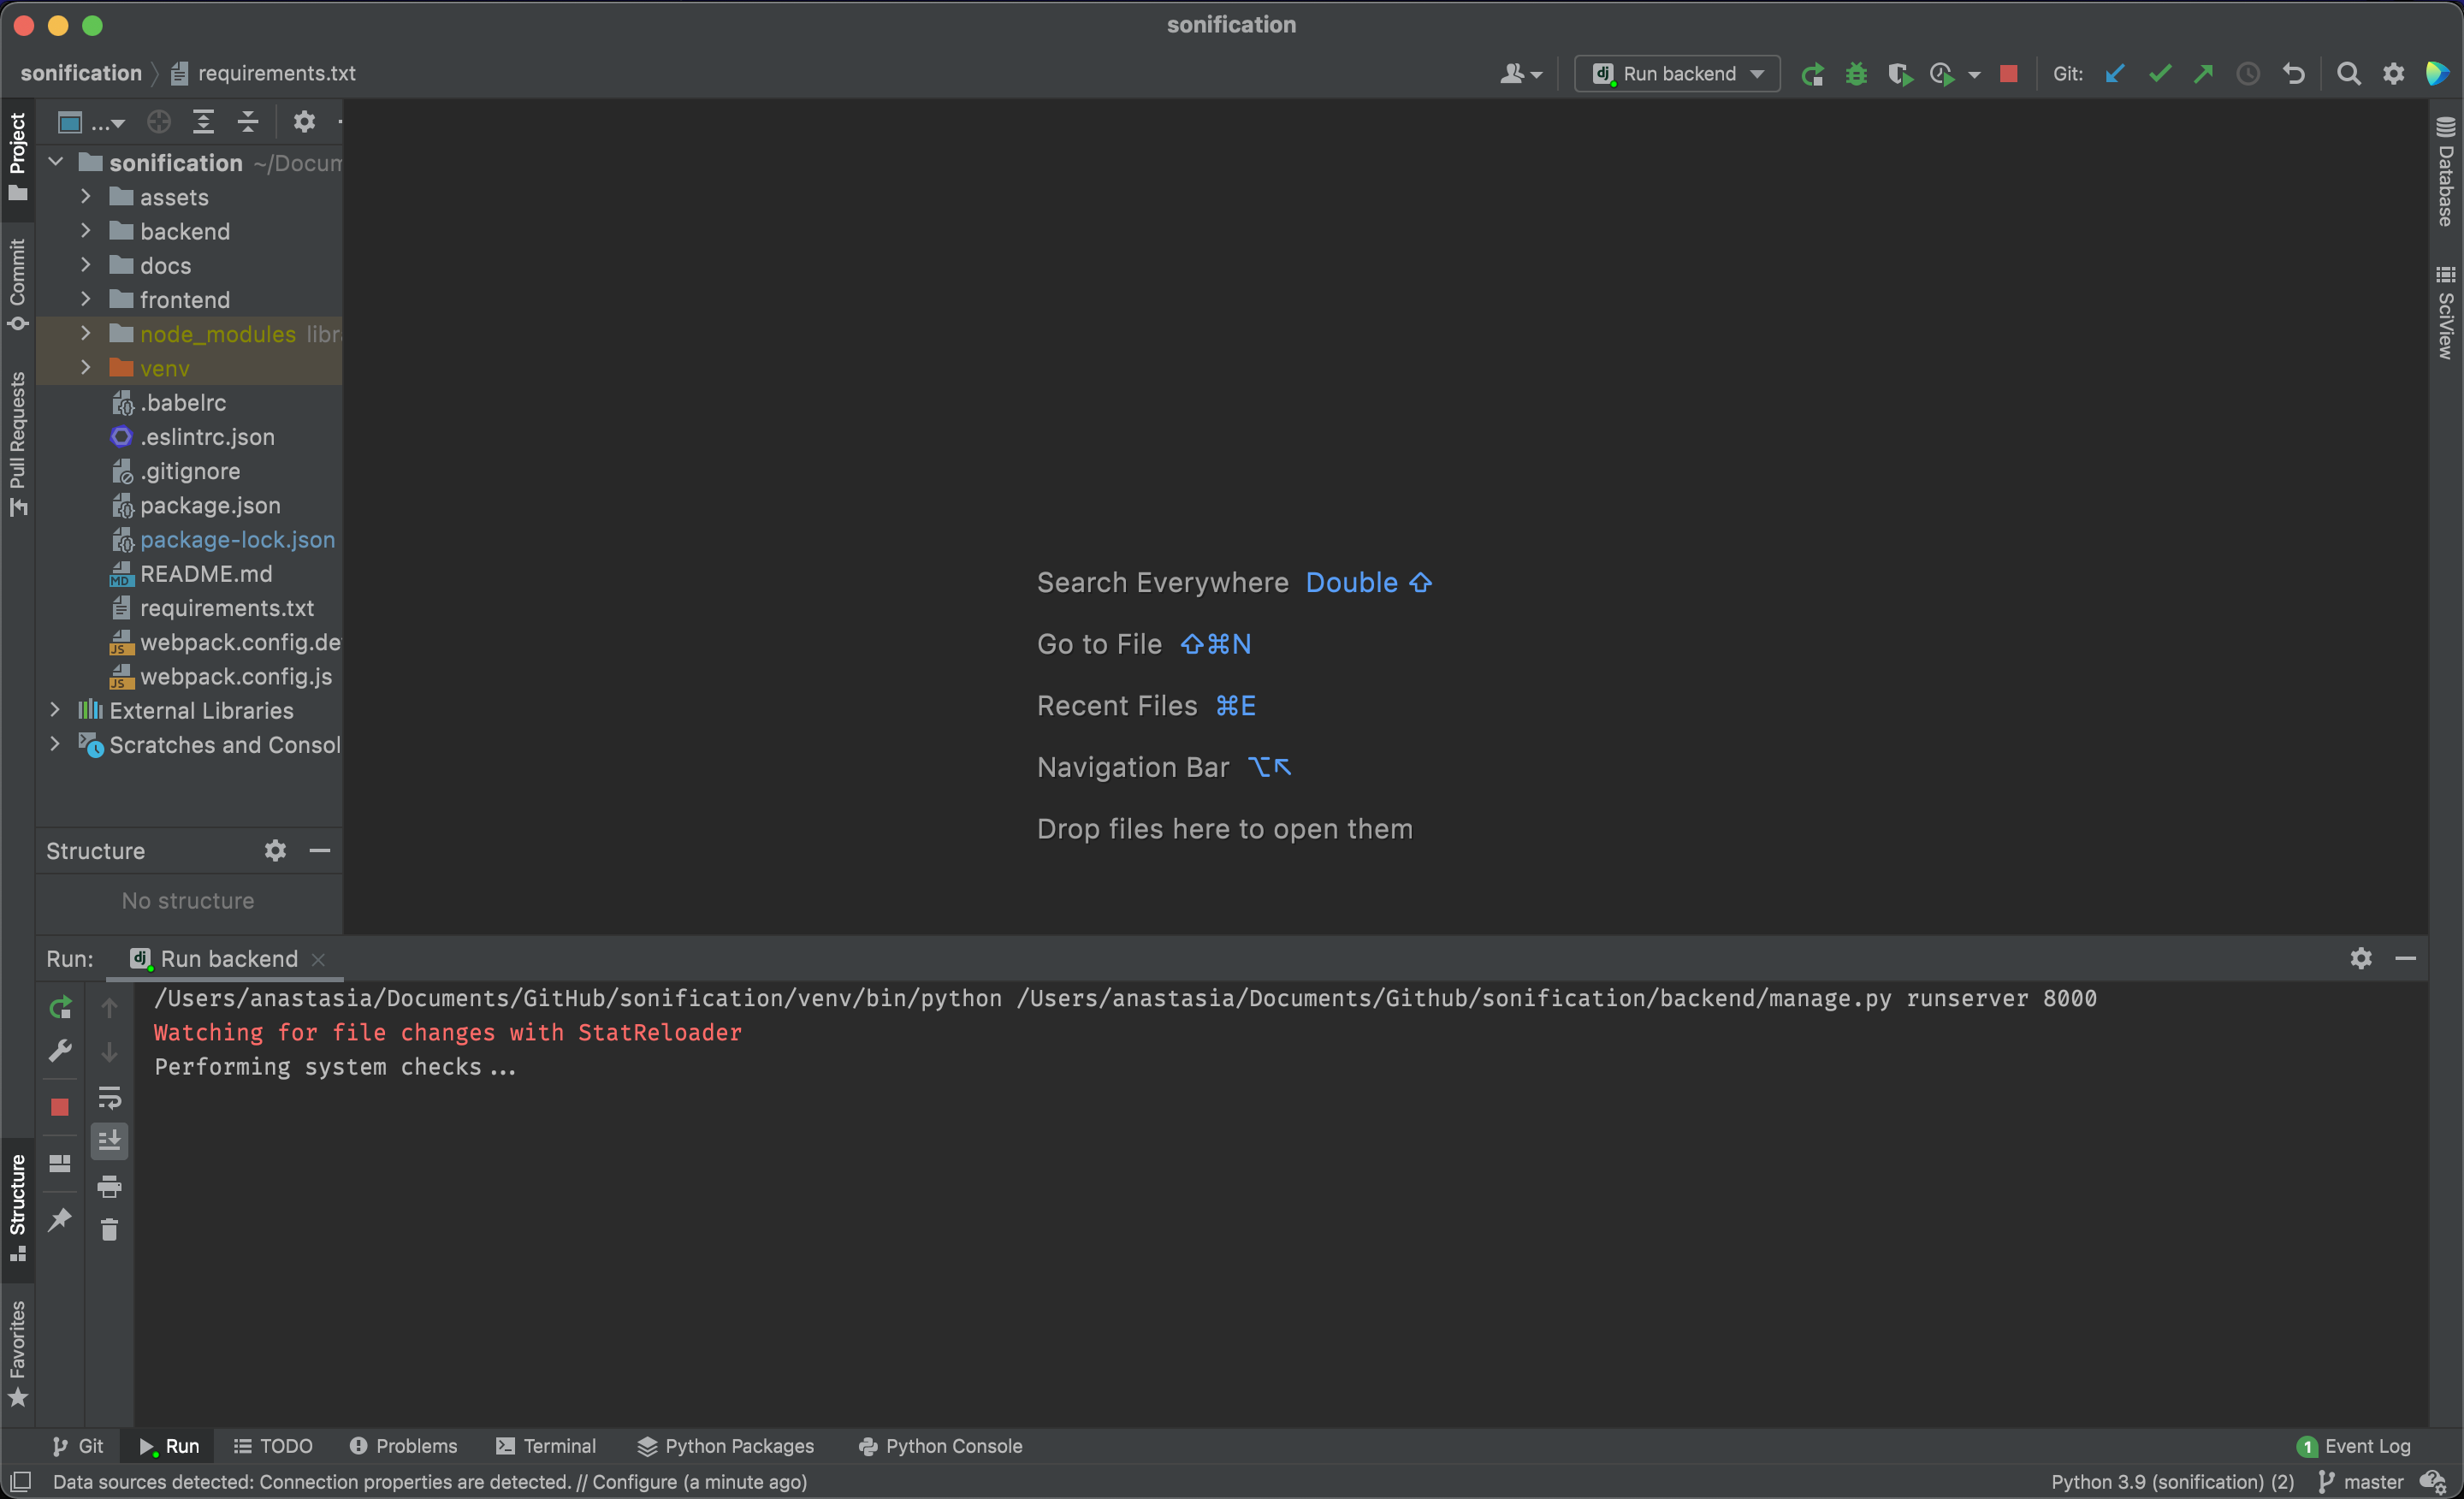 sonification
sonification
requirements.txt
Run backend
Git:
Project
Commit
Pull Requests
Structure
Favorites
...
sonification ~/Docum
assets
backend
docs
frontend
node_modules libra
venv
.babelrc
.eslintrc.json
.gitignore
package.json
package-lock.json
README.md
requirements.txt
webpack.config.de
webpack.config.js
External Libraries
Scratches and Consol
Structure
No structure
Search Everywhere Double ⇧
Go to File ⇧⌘N
Recent Files ⌘E
Navigation Bar ⌥↖
Drop files here to open them
Database
SciView
Run:
Run backend
/Users/anastasia/Documents/GitHub/sonification/venv/bin/python /Users/anastasia/Documents/Github/sonification/backend/manage.py runserver 8000
Watching for file changes with StatReloader
Performing system checks...
Git
Run
TODO
Problems
Terminal
Python Packages
Python Console
1 Event Log
Data sources detected: Connection properties are detected. // Configure (a minute ago)
Python 3.9 (sonification) (2)
master